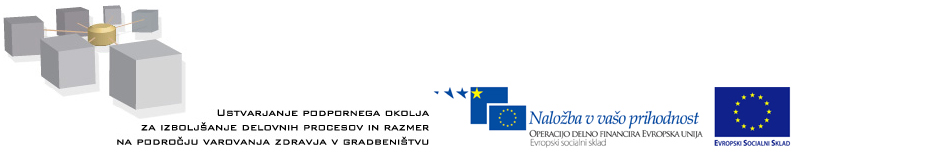 USTVARJANJE PODPORNEGA OKOLJA
ZA IZBOLJŠANJE DELOVNIH PROCESOV IN RAZMER
NA PODROČJU VAROVANJA ZDRAVJA V GRADBENIŠTVU
Naložba v vašo prihodnost
OPERACIJO DELNO FINANCIRA EVROPSKA UNIJA
Evropski socialni sklad
EVROPSKI SOCIALNI SKLAD